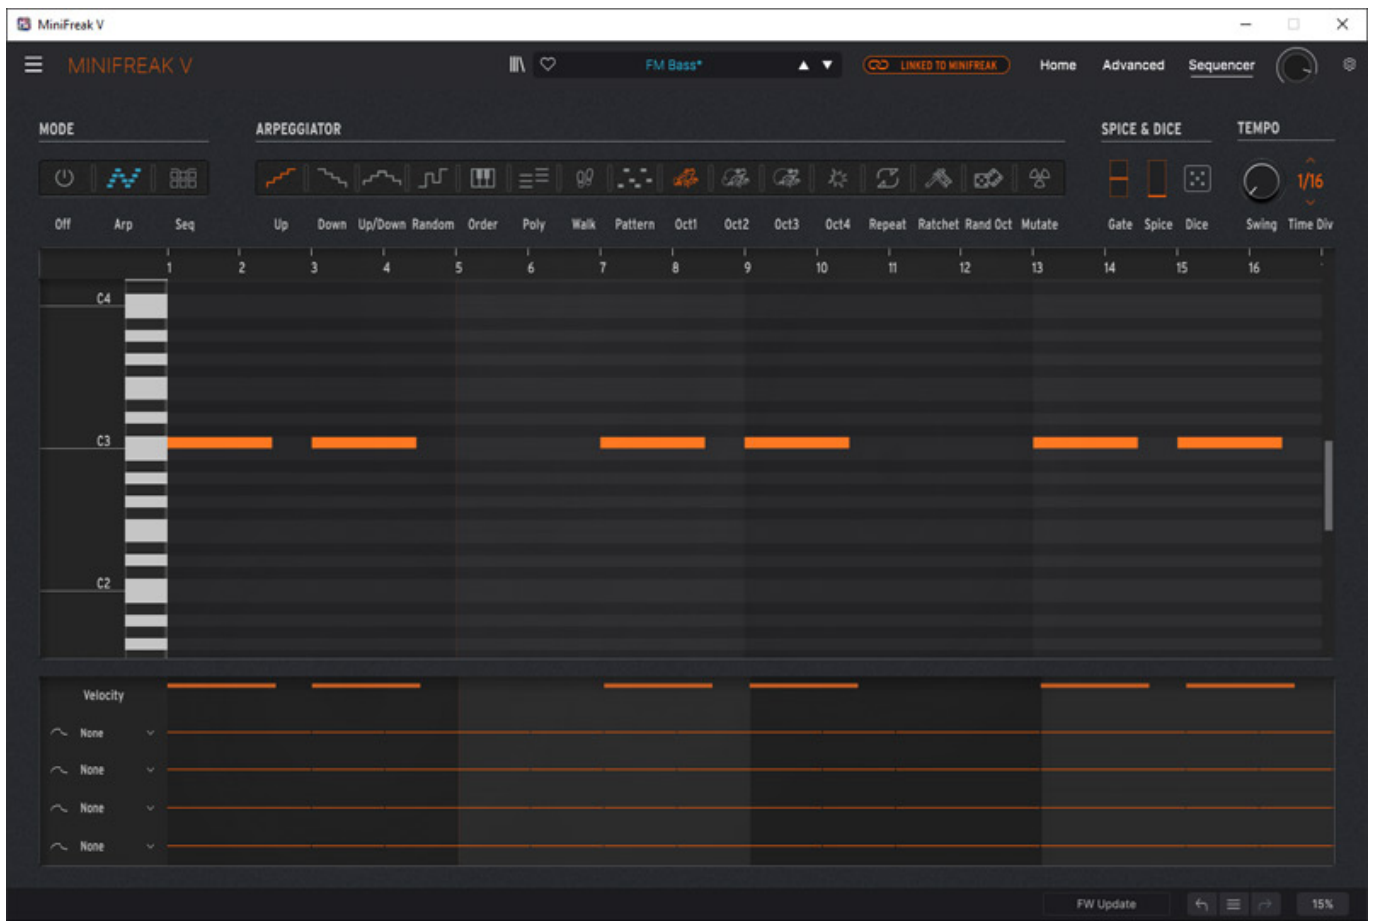 MiniFreak V
MINIFREAK V
FM Bass*
LINKED TO MINIFREAK
Home
Advanced
Sequencer
MODE
ARPEGGIATOR
SPICE & DICE
TEMPO
1/16
Off Arp Seq
Up Down Up/Down Random Order Poly Walk Pattern Oct1 Oct2 Oct3 Oct4 Repeat Ratchet Rand Oct Mutate
Gate Spice Dice
Swing Time Div
1 2 3 4 5 6 7 8 9 10 11 12 13 14 15 16
C4
C3
C2
Velocity
None
None
None
None
FW Update
15%